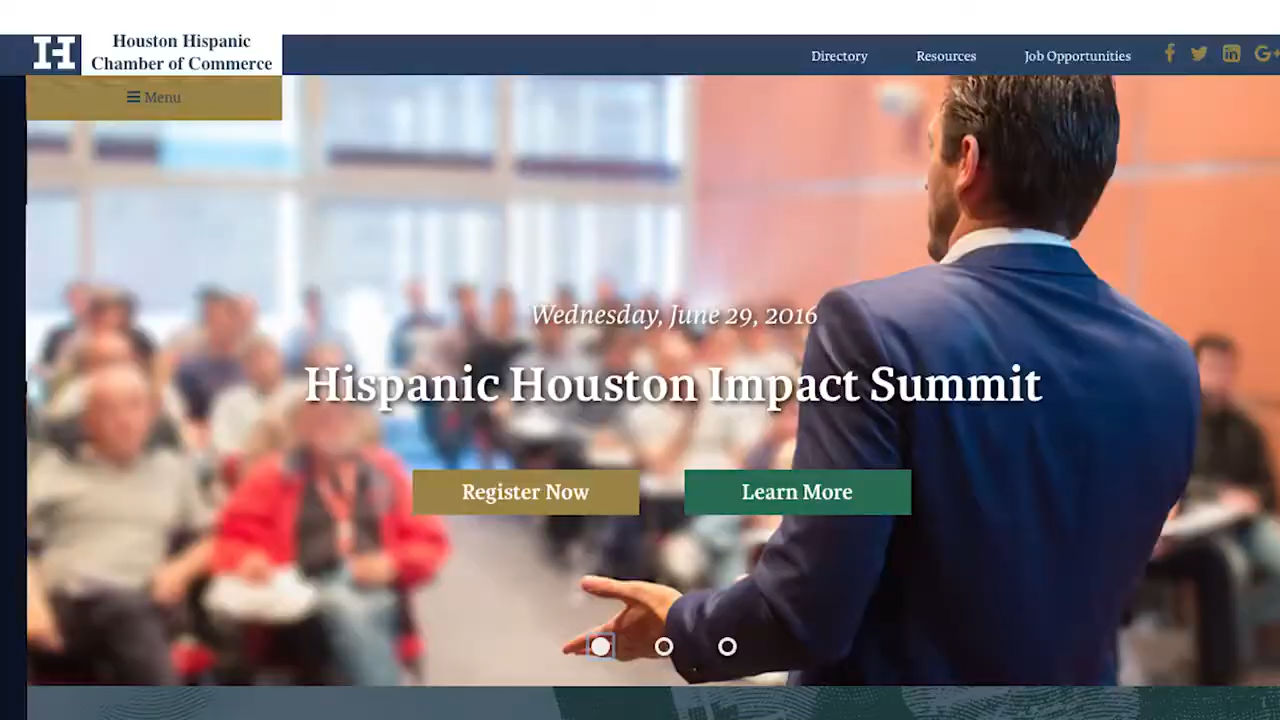 H
Houston Hispanic
Chamber of Commerce
Directory
Resources
Job Opportunities
Menu
Wednesday, June 29, 2016
Hispanic Houston Impact Summit
Register Now
Learn More